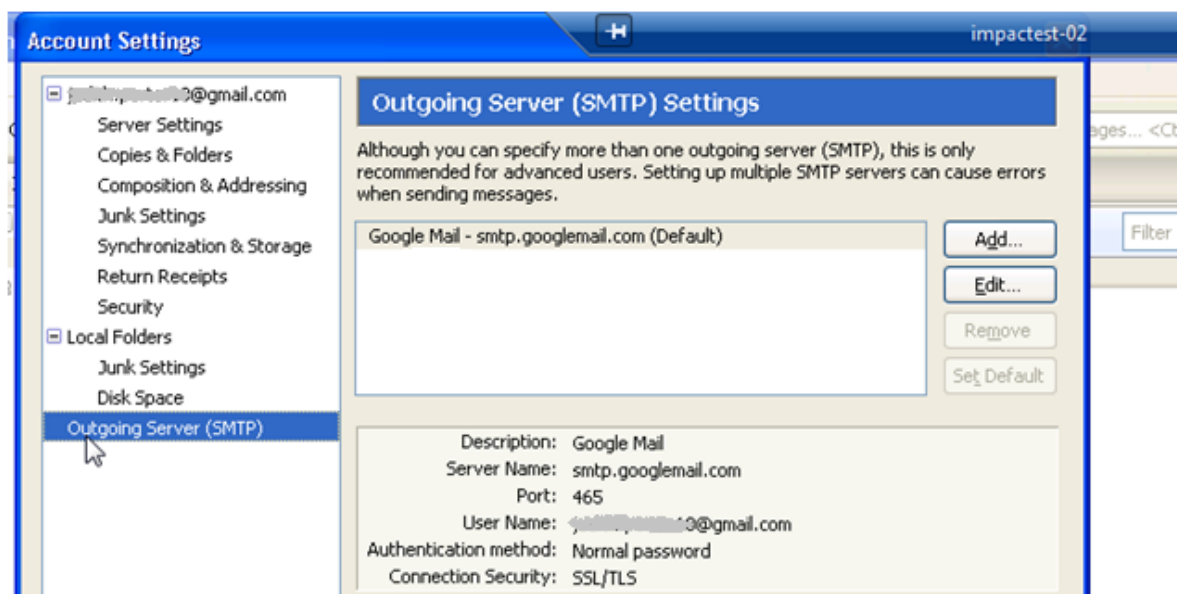 Account Settings
impactest-02
@gmail.com
Server Settings
Copies & Folders
Composition & Addressing
Junk Settings
Synchronization & Storage
Return Receipts
Security
Local Folders
Junk Settings
Disk Space
Outgoing Server (SMTP)
Outgoing Server (SMTP) Settings
Although you can specify more than one outgoing server (SMTP), this is only
recommended for advanced users. Setting up multiple SMTP servers can cause errors
when sending messages.
Google Mail - smtp.googlemail.com (Default)
Add...
Edit...
Remove
Set Default
Description: Google Mail
Server Name: smtp.googlemail.com
Port: 465
User Name: @gmail.com
Authentication method: Normal password
Connection Security: SSL/TLS
ages... <Ct
Filter